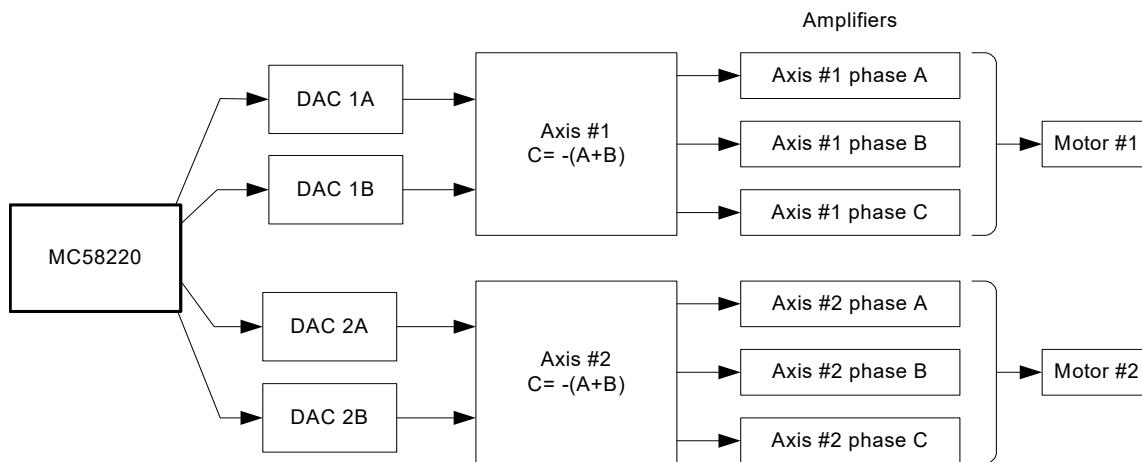 Amplifiers
DAC 1A
DAC 1B
Axis #1
C= -(A+B)
Axis #1 phase A
Axis #1 phase B
Axis #1 phase C
Motor #1
MC58220
DAC 2A
DAC 2B
Axis #2
C= -(A+B)
Axis #2 phase A
Axis #2 phase B
Axis #2 phase C
Motor #2